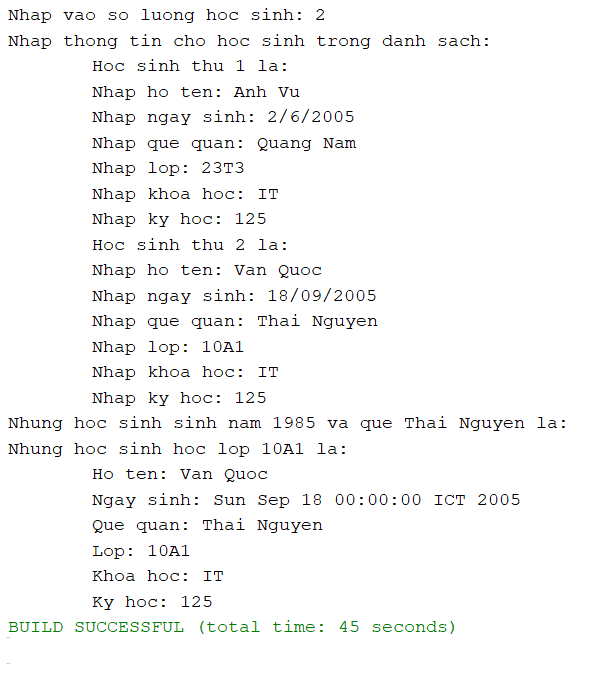 Nhap vao so luong hoc sinh: 2
Nhap thong tin cho hoc sinh trong danh sach:
Hoc sinh thu 1 la:
Nhap ho ten: Anh Vu
Nhap ngay sinh: 2/6/2005
Nhap que quan: Quang Nam
Nhap lop: 23T3
Nhap khoa hoc: IT
Nhap ky hoc: 125
Hoc sinh thu 2 la:
Nhap ho ten: Van Quoc
Nhap ngay sinh: 18/09/2005
Nhap que quan: Thai Nguyen
Nhap lop: 10A1
Nhap khoa hoc: IT
Nhap ky hoc: 125
Nhung hoc sinh sinh nam 1985 va que Thai Nguyen la:
Nhung hoc sinh hoc lop 10A1 la:
Ho ten: Van Quoc
Ngay sinh: Sun Sep 18 00:00:00 ICT 2005
Que quan: Thai Nguyen
Lop: 10A1
Khoa hoc: IT
Ky hoc: 125
BUILD SUCCESSFUL (total time: 45 seconds)